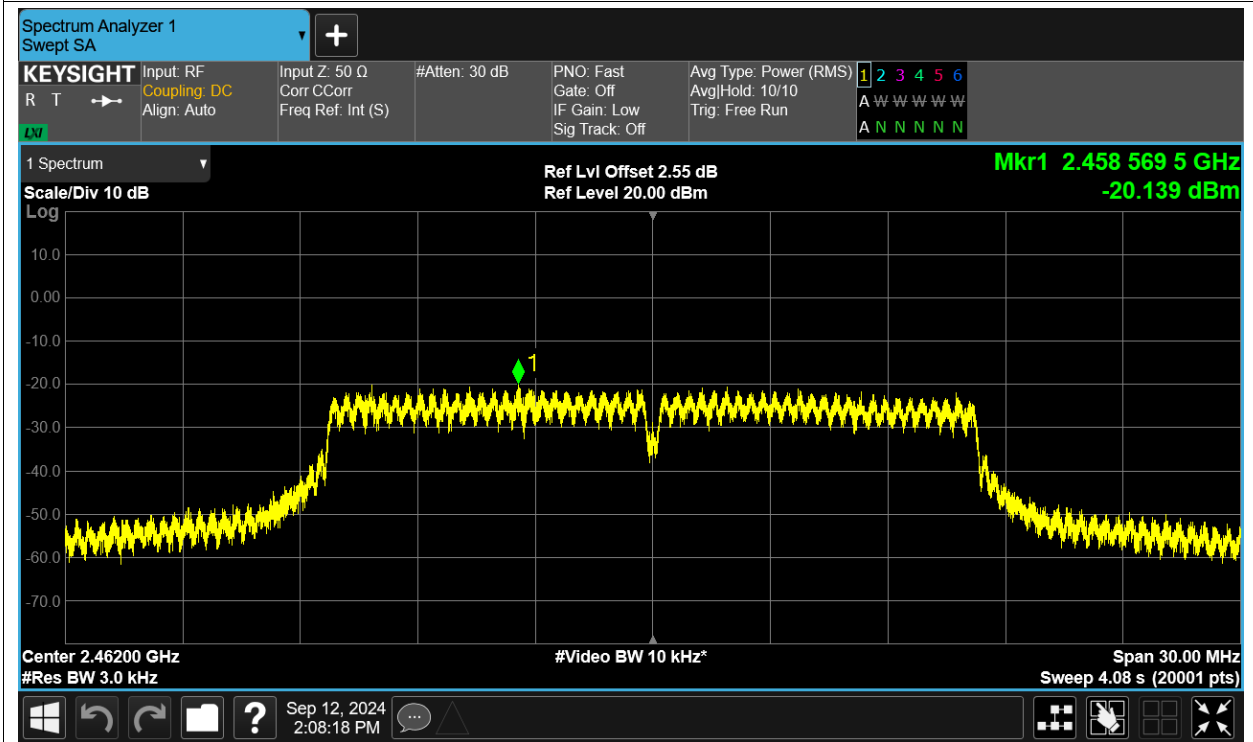 Spectrum Analyzer 1
Swept SA
+
KEYSIGHT
R T
LXI
Input: RF
Coupling: DC
Align: Auto
Input Z: 50 Ω
Corr CCorr
Freq Ref: Int (S)
#Atten: 30 dB
PNO: Fast
Gate: Off
IF Gain: Low
Sig Track: Off
Avg Type: Power (RMS)
Avg|Hold: 10/10
Trig: Free Run
1 2 3 4 5 6
A W W W W W
A N N N N N
1 Spectrum
Scale/Div 10 dB
Log
Ref Lvl Offset 2.55 dB
Ref Level 20.00 dBm
Mkr1 2.458 569 5 GHz
-20.139 dBm
10.0
0.00
-10.0
1
-20.0
-30.0
-40.0
-50.0
-60.0
-70.0
Center 2.46200 GHz
#Res BW 3.0 kHz
#Video BW 10 kHz*
Span 30.00 MHz
Sweep 4.08 s (20001 pts)
?
Sep 12, 2024
2:08:18 PM